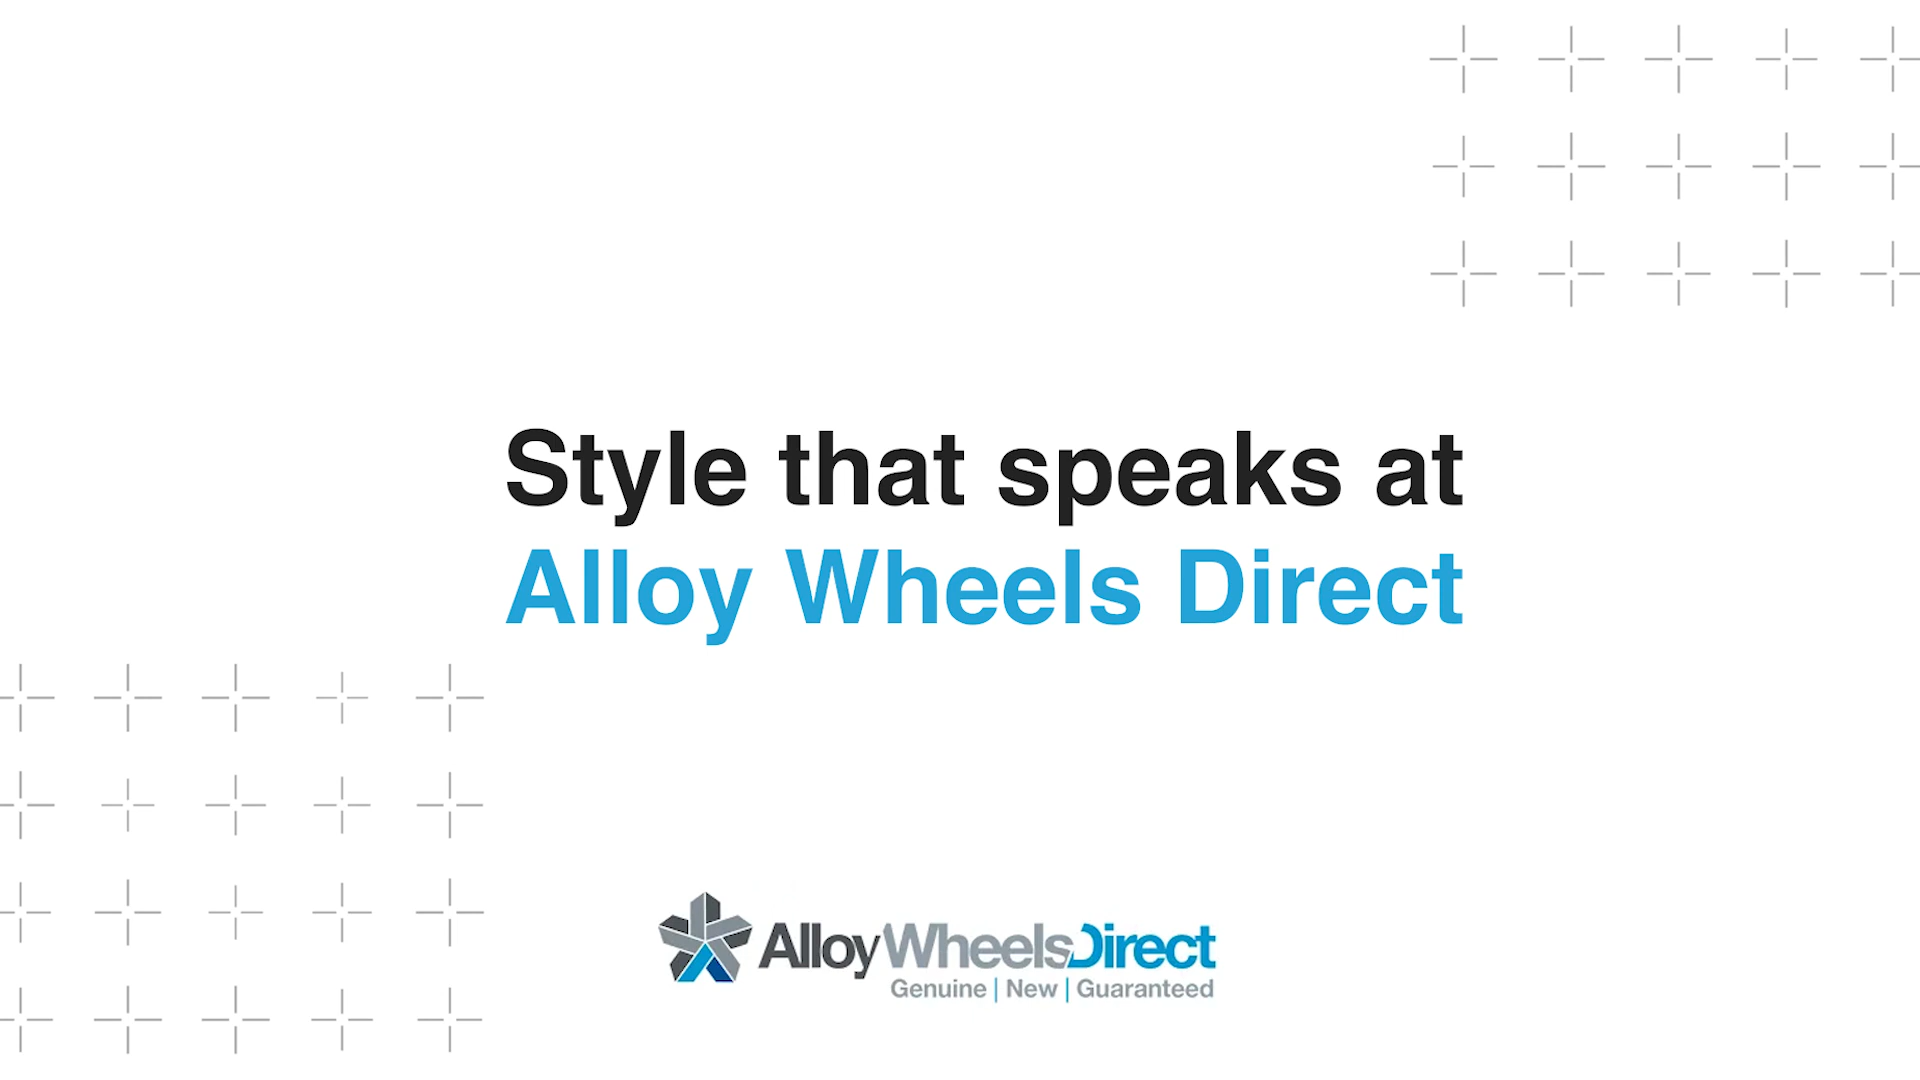 Style that speaks at
Alloy Wheels Direct
AlloyWheelsDirect
Genuine | New | Guaranteed